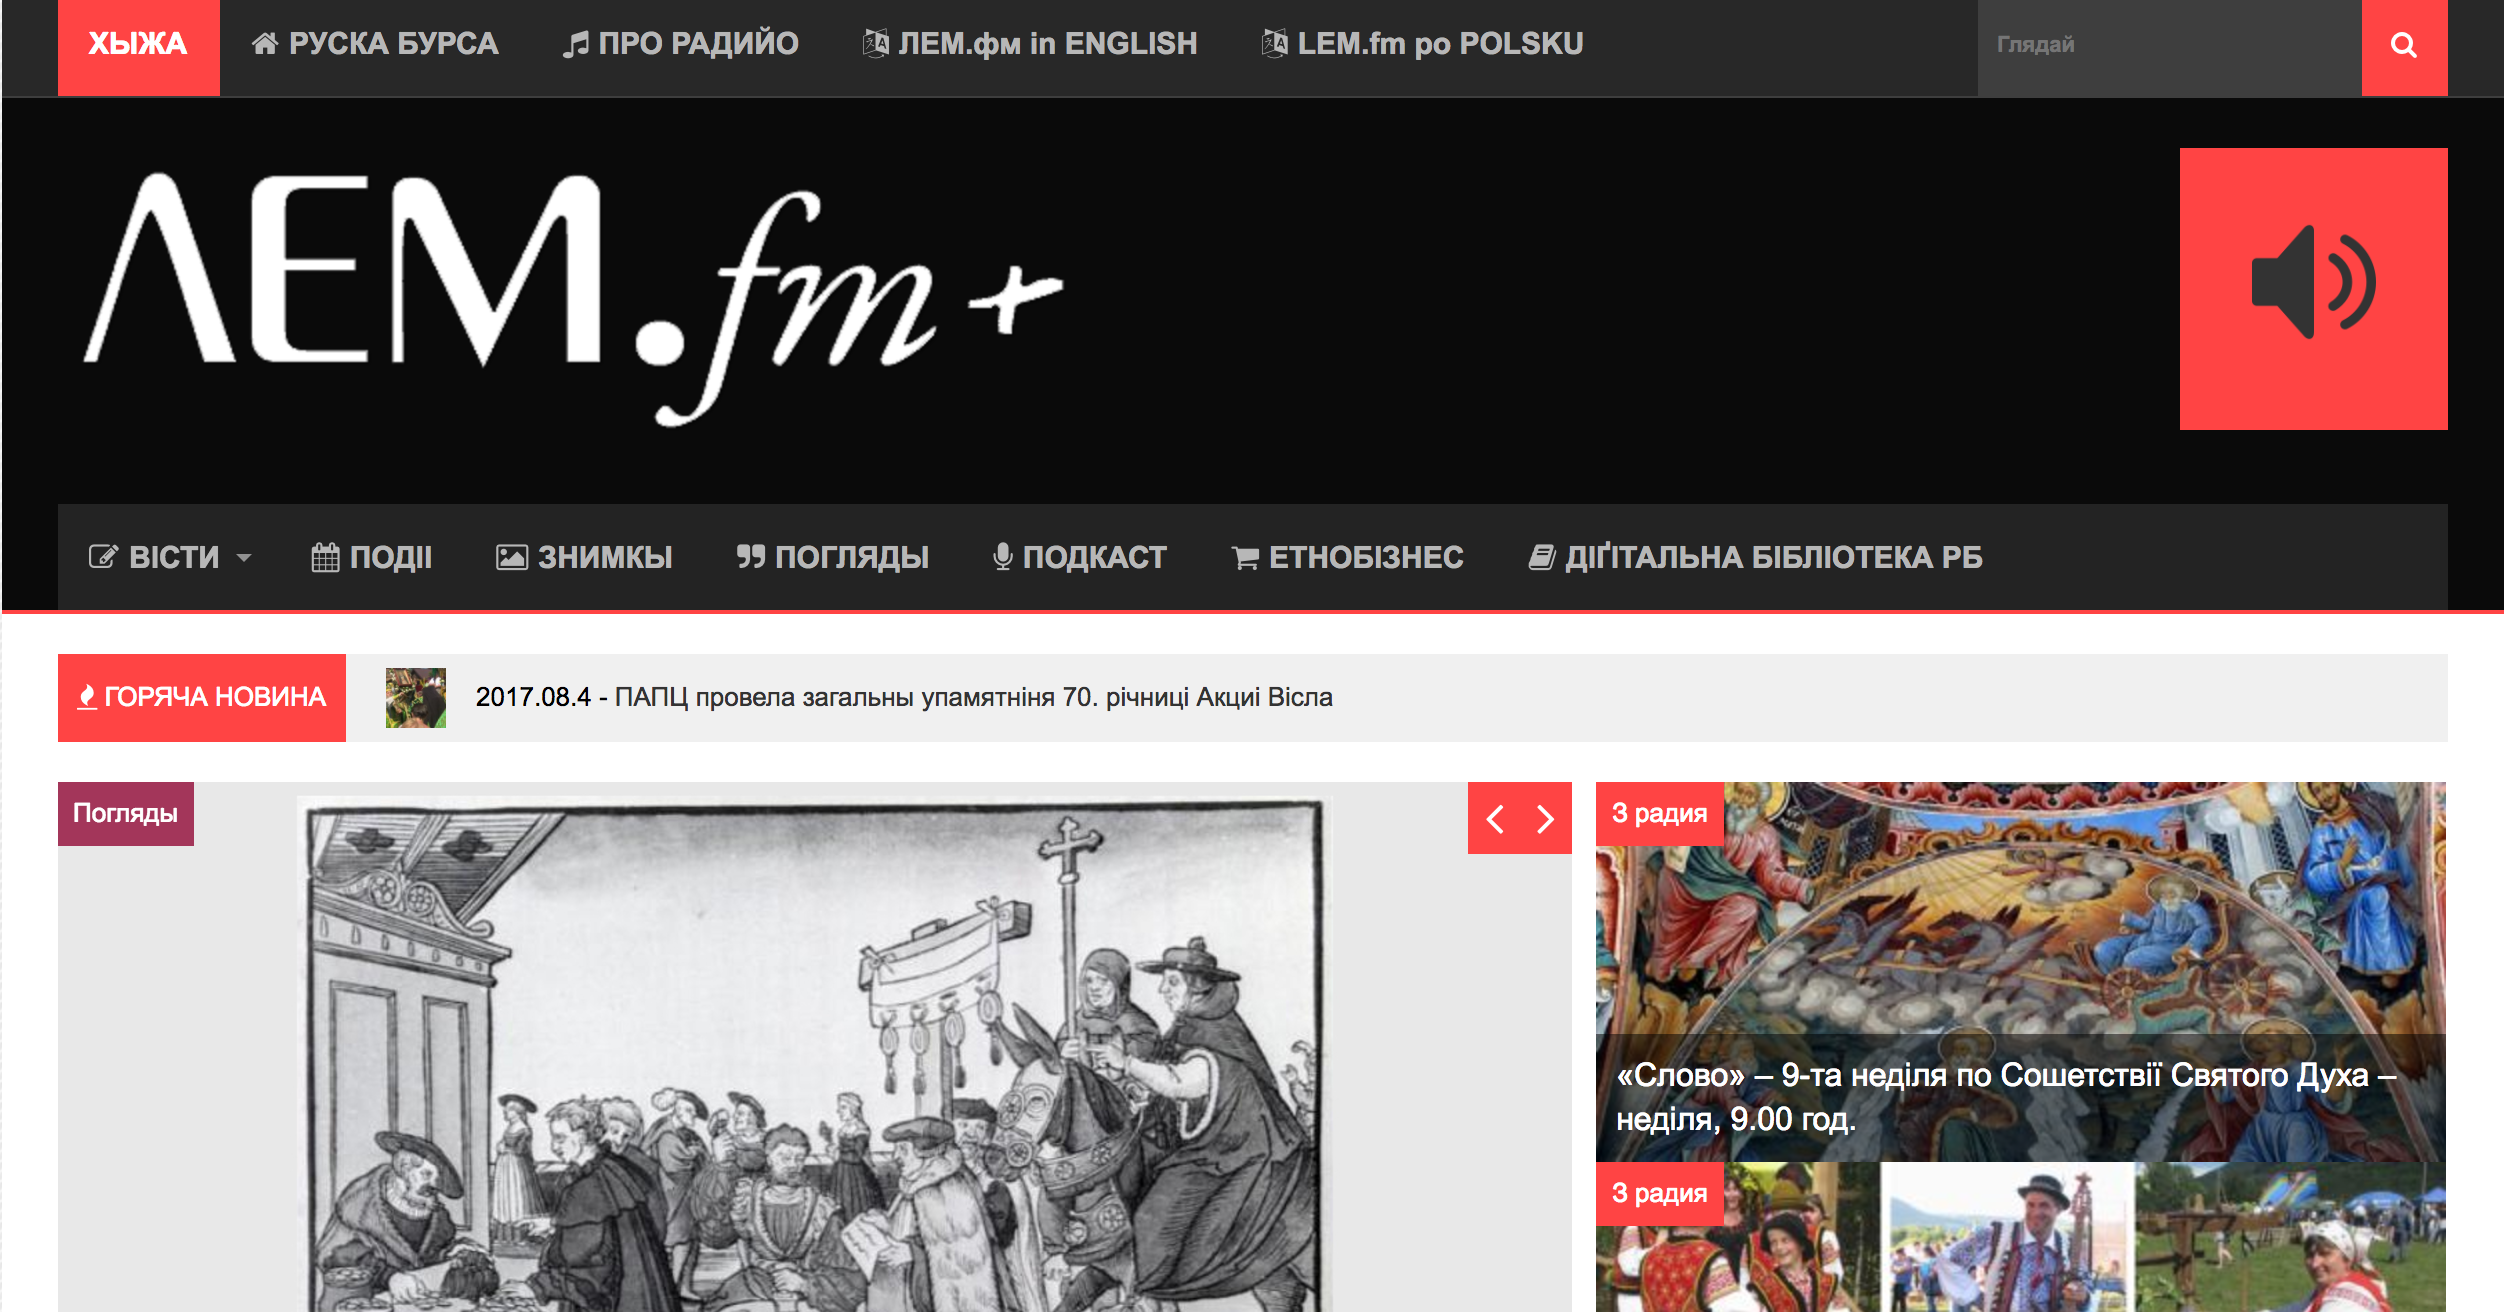 ХЫЖА
РУСКА БУРСА
ПРО РАДИЙО
ЛЕМ.фм in ENGLISH
LEM.fm po POLSKU
Глядай
ЛЕМ.fm+
ВІСТИ
ПОДІІ
ЗНИМКЫ
ПОГЛЯДЫ
ПОДКАСТ
ЕТНОБІЗНЕС
ДІҐІТАЛЬНА БІБЛІОТЕКА РБ
ГОРЯЧА НОВИНА
2017.08.4 - ПАПЦ провела загальны упамятніня 70. річниці Акциі Вісла
Погляды
З радия
«Слово» – 9-та неділя по Сошетствії Святого Духа –
неділя, 9.00 год.
З радия